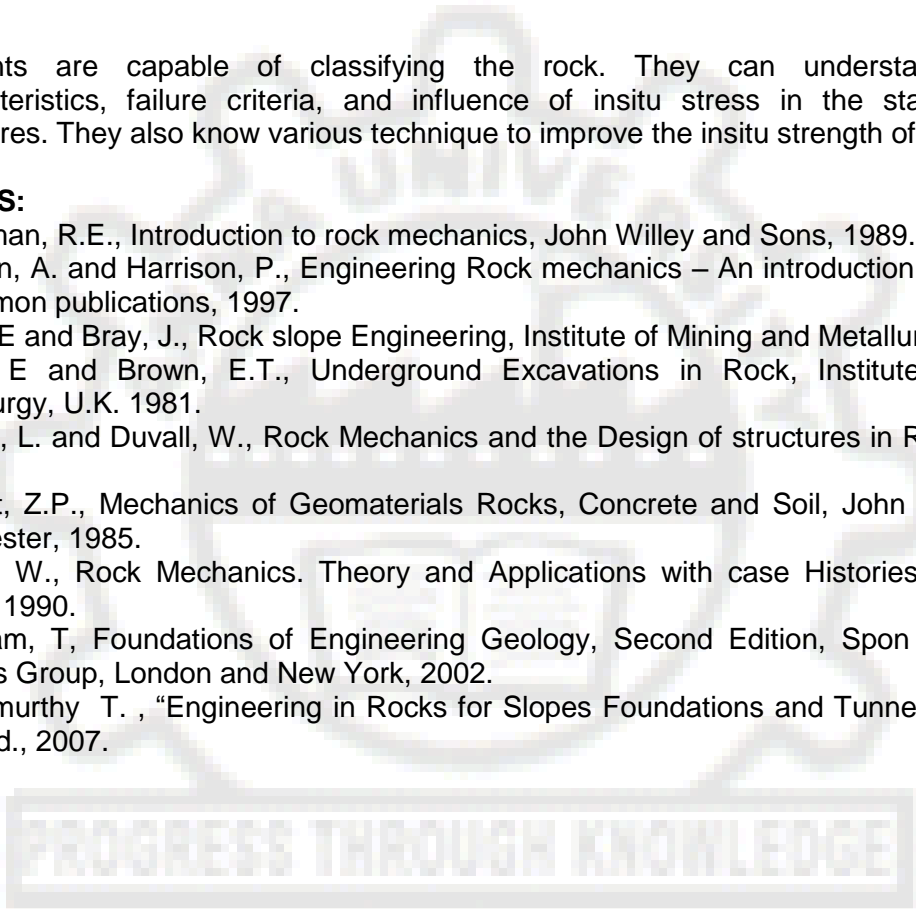 nts are capable of classifying the rock. They can understa
teristics, failure criteria, and influence of insitu stress in the sta
res. They also know various technique to improve the insitu strength of
S:
nan, R.E., Introduction to rock mechanics, John Willey and Sons, 1989.
n, A. and Harrison, P., Engineering Rock mechanics – An introduction
mon publications, 1997.
E and Bray, J., Rock slope Engineering, Institute of Mining and Metallu
E and Brown, E.T., Underground Excavations in Rock, Institute
urgy, U.K. 1981.
, L. and Duvall, W., Rock Mechanics and the Design of structures in R
t, Z.P., Mechanics of Geomaterials Rocks, Concrete and Soil, John
ester, 1985.
W., Rock Mechanics. Theory and Applications with case Histories
1990.
am, T, Foundations of Engineering Geology, Second Edition, Spon
s Group, London and New York, 2002.
murthy T. , “Engineering in Rocks for Slopes Foundations and Tunne
d., 2007.
PROGRESS THROUGH KNOWLEDGE